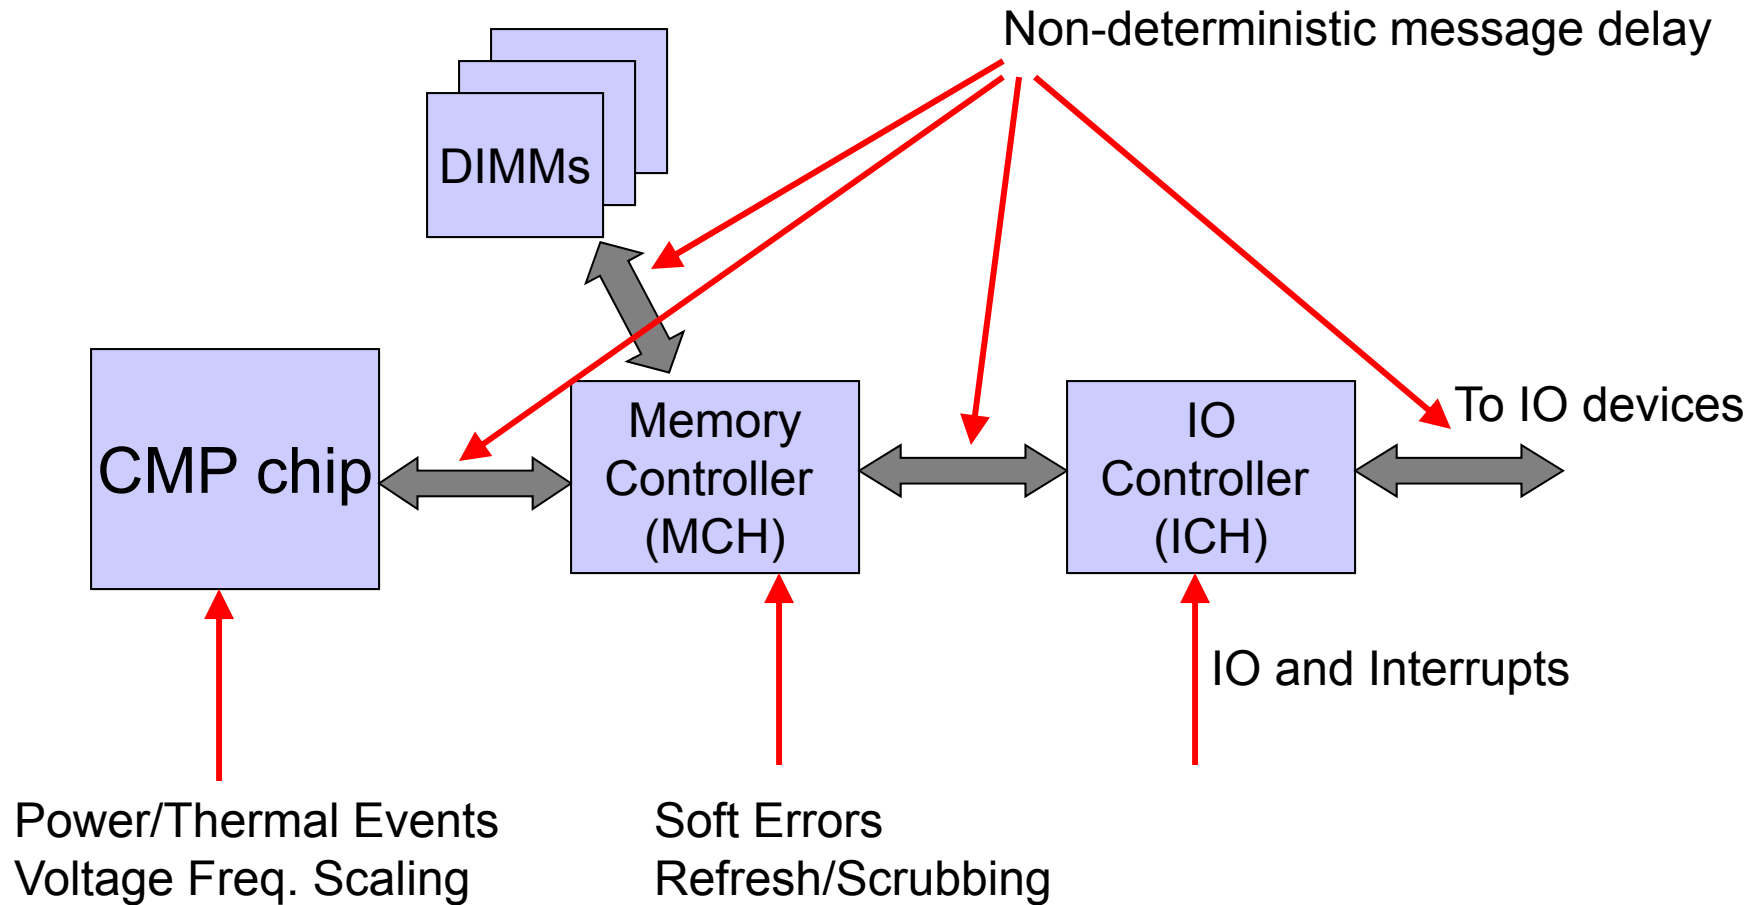 Non-deterministic message delay
DIMMs
CMP chip
Memory
Controller
(MCH)
IO
Controller
(ICH)
To IO devices
IO and Interrupts
Power/Thermal Events
Voltage Freq. Scaling
Soft Errors
Refresh/Scrubbing